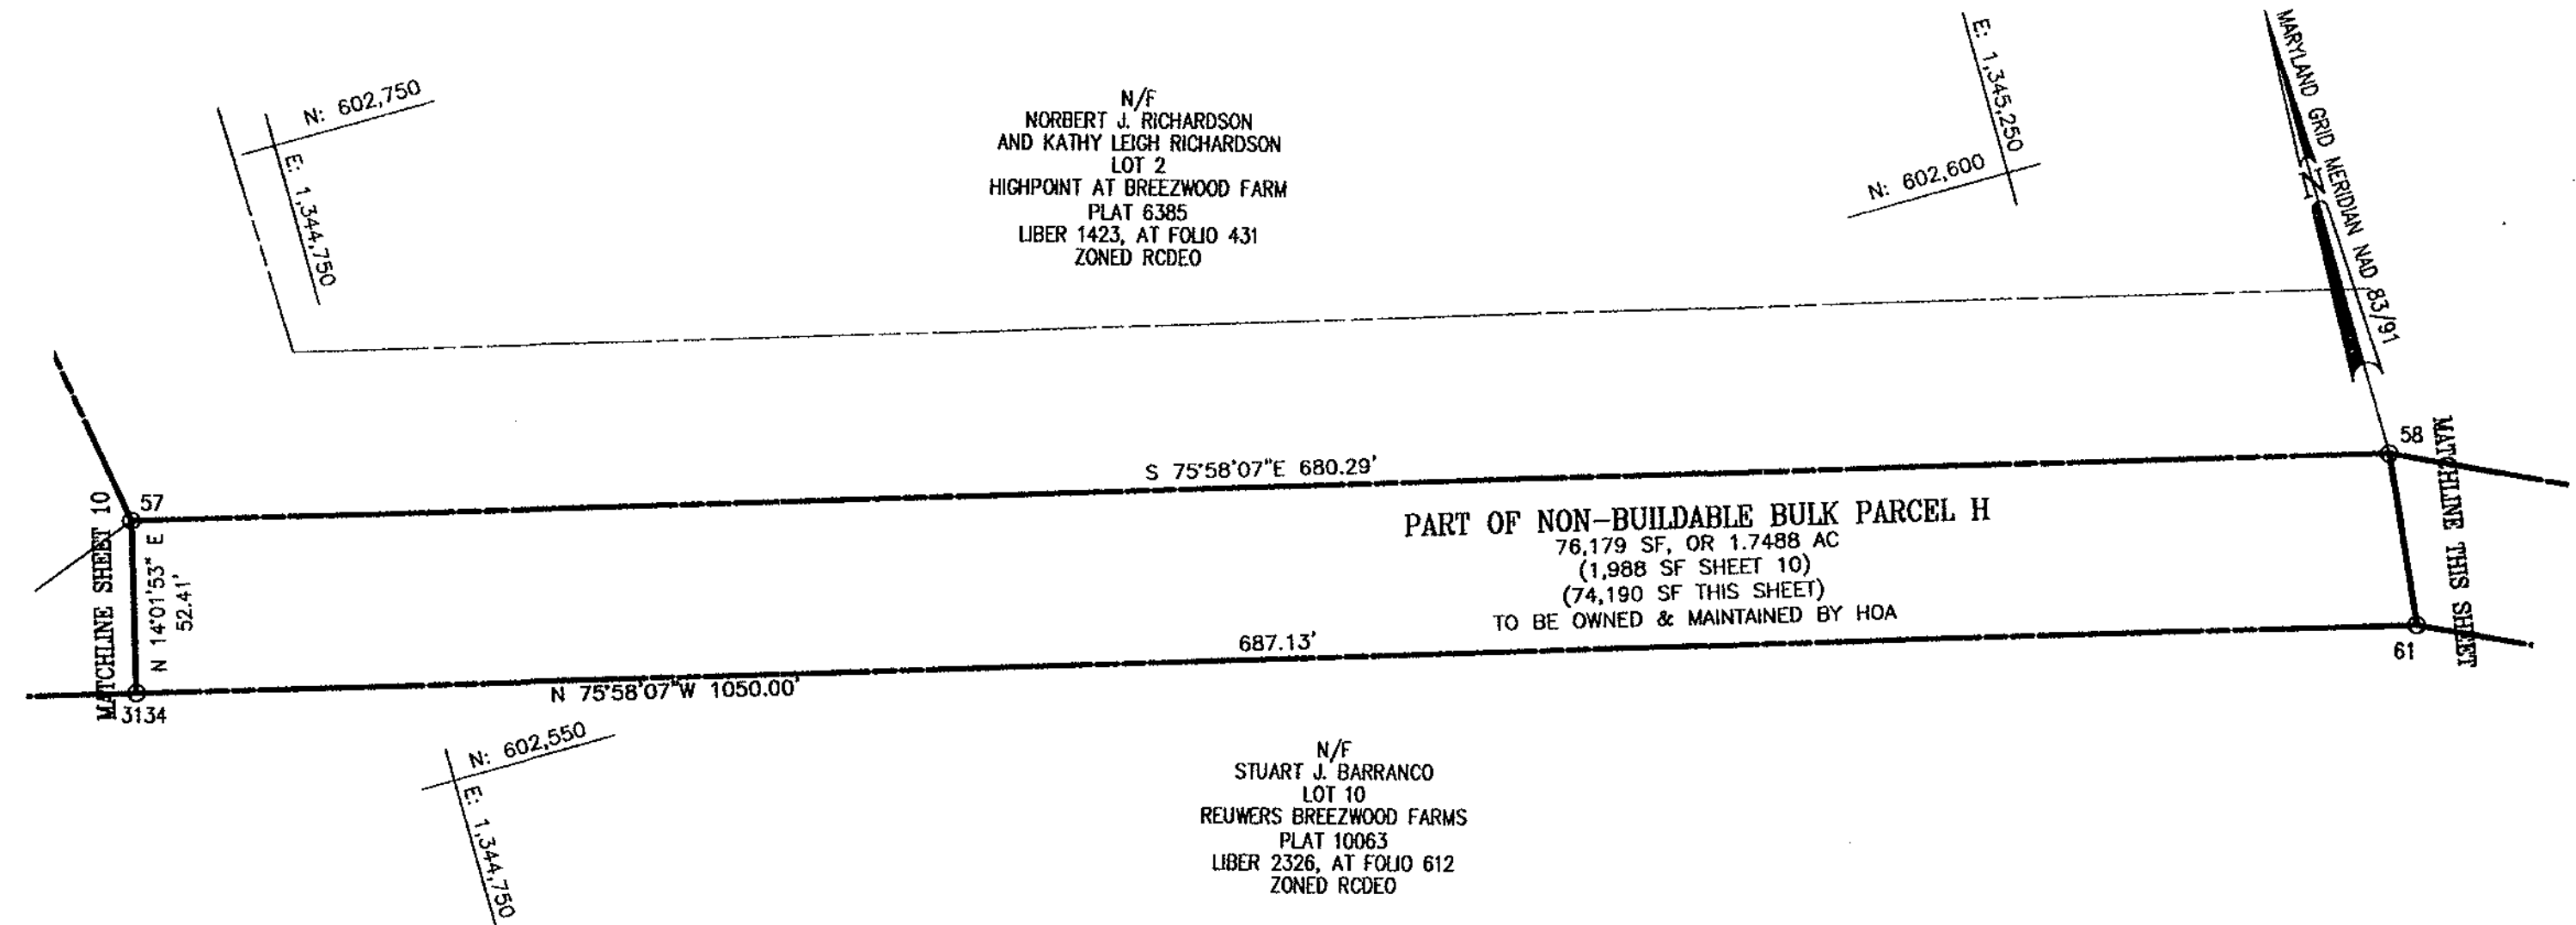 N: 602,750
E: 1,344,750
N/F
NORBERT J. RICHARDSON
AND KATHY LEIGH RICHARDSON
LOT 2
HIGHPOINT AT BREEZWOOD FARM
PLAT 6385
LIBER 1423, AT FOLIO 431
ZONED RCDEO
E: 1,345,250
N: 602,600
MARYLAND GRID MERIDIAN NAD 83/91
N
57
58
S 75°58'07"E 680.29'
MATCHLINE SHEET 10
N 14°01'53" E
52.41'
PART OF NON-BUILDABLE BULK PARCEL H
76,179 SF, OR 1.7488 AC
(1,988 SF SHEET 10)
(74,190 SF THIS SHEET)
TO BE OWNED & MAINTAINED BY HOA
MATCHLINE THIS SHEET
687.13'
61
N 75°58'07"W 1050.00'
3134
N: 602,550
E: 1,344,750
N/F
STUART J. BARRANCO
LOT 10
REUWERS BREEZWOOD FARMS
PLAT 10063
LIBER 2326, AT FOLIO 612
ZONED RCDEO